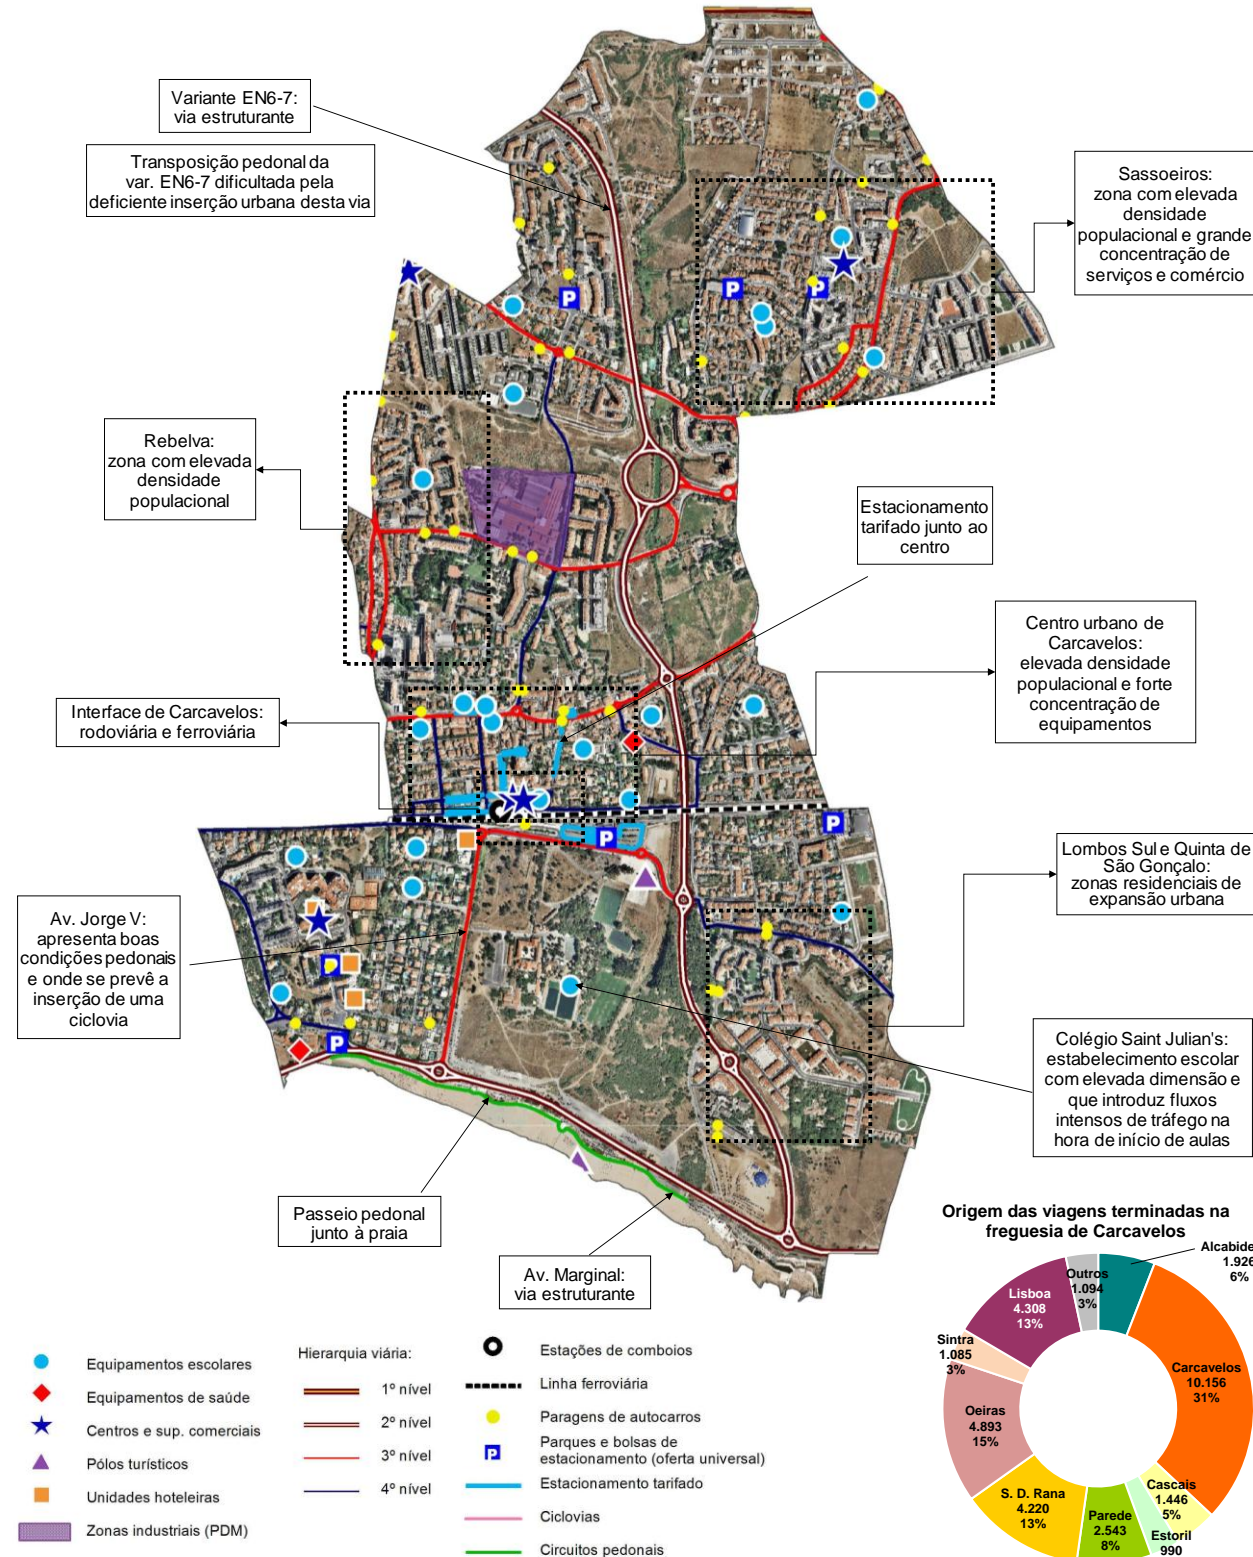 Variante EN6-7:
via estruturante
Transposição pedonal da
var. EN6-7 dificultada pela
deficiente inserção urbana desta via
Sassoeiros:
zona com elevada
densidade
populacional e grande
concentração de
serviços e comércio
P
P
P
Rebelva:
zona com elevada
densidade
populacional
Estacionamento
tarifado junto ao
centro
Centro urbano de
Carcavelos:
elevada densidade
populacional e forte
concentração de
equipamentos
Interface de Carcavelos:
rodoviária e ferroviária
P
P
Lombos Sul e Quinta de
São Gonçalo:
zonas residenciais de
expansão urbana
Av. Jorge V:
apresenta boas
condições pedonais
e onde se prevê a
inserção de uma
ciclovia
P
P
Colégio Saint Julian's:
estabelecimento escolar
com elevada dimensão e
que introduz fluxos
intensos de tráfego na
hora de início de aulas
Passeio pedonal
junto à praia
Av. Marginal:
via estruturante
Origem das viagens terminadas na
freguesia de Carcavelos
Alcabide
1.926
6%
Outros
1.094
3%
Lisboa
4.308
13%
Sintra
1.085
3%
Carcavelos
10.156
31%
Oeiras
4.893
15%
S. D. Rana
4.220
13%
Parede
2.543
8%
Cascais
1.446
5%
Estoril
990
Equipamentos escolares
Equipamentos de saúde
Centros e sup. comerciais
Pólos turísticos
Unidades hoteleiras
Zonas industriais (PDM)
Hierarquia viária:
1º nível
2º nível
3º nível
4º nível
Estações de comboios
Linha ferroviária
Paragens de autocarros
P
Parques e bolsas de
estacionamento (oferta universal)
Estacionamento tarifado
Ciclovias
Circuitos pedonais